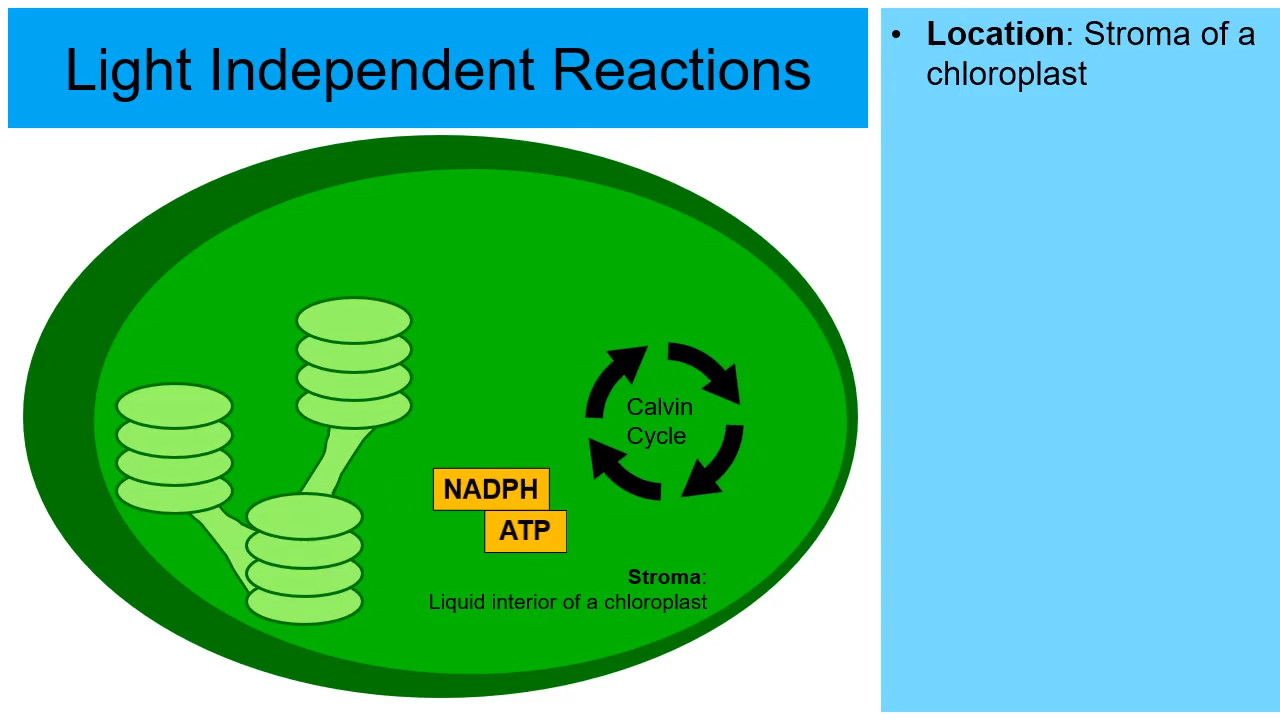 Light Independent Reactions
• Location: Stroma of a
chloroplast
Calvin
Cycle
NADPH
ATP
Stroma:
Liquid interior of a chloroplast